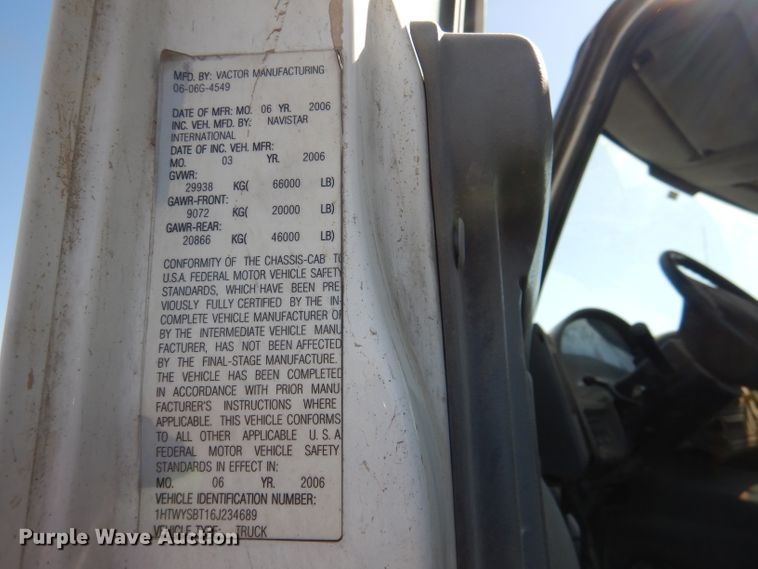 MFD. BY: VACTOR MANUFACTURING
06-06G-4549
DATE OF MFR: MO. 06 YR. 2006
INC. VEH. MFD. BY: NAVISTAR
INTERNATIONAL
DATE OF INC. VEH. MFR:
MO. 03 YR. 2006
GVWR:
29938 KG( 66000 LB)
GAWR-FRONT:
9072 KG( 20000 LB)
GAWR-REAR:
20866 KG( 46000 LB)
CONFORMITY OF THE CHASSIS-CAB TO
U.S.A. FEDERAL MOTOR VEHICLE SAFETY
STANDARDS, WHICH HAVE BEEN PRE
VIOUSLY FULLY CERTIFIED BY THE IN-
COMPLETE VEHICLE MANUFACTURER OR
BY THE INTERMEDIATE VEHICLE MANU
FACTURER, HAS NOT BEEN AFFECTED
BY THE FINAL-STAGE MANUFACTURE.
THE VEHICLE HAS BEEN COMPLETED
IN ACCORDANCE WITH PRIOR MANU
FACTURER'S INSTRUCTIONS WHERE
APPLICABLE. THIS VEHICLE CONFORMS
TO ALL OTHER APPLICABLE U.S.A
FEDERAL MOTOR VEHICLE SAFETY
STANDARDS IN EFFECT IN:
MO. 06 YR. 2006
VEHICLE IDENTIFICATION NUMBER:
1HTWYSBT16J234689
VEHICLE TYPE: TRUCK
Purple Wave Auction